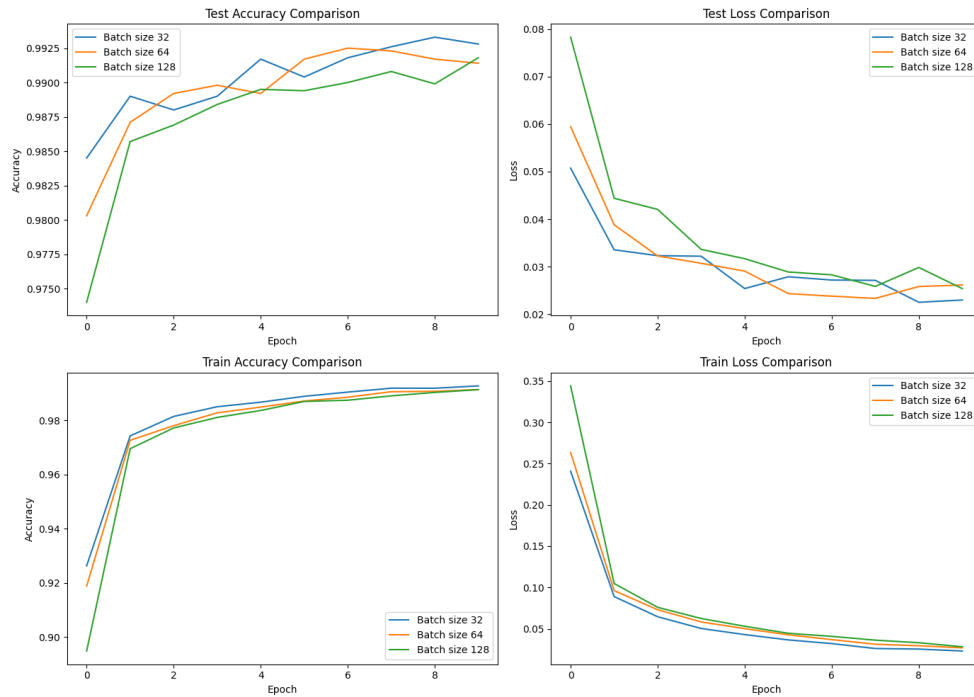 Test Accuracy Comparison
Accuracy
0.9925
0.9900
0.9875
0.9850
0.9825
0.9800
0.9775
0.9750
Batch size 32
Batch size 64
Batch size 128
0 2 4 6 8
Epoch
Test Loss Comparison
Loss
0.08
0.07
0.06
0.05
0.04
0.03
0.02
Batch size 32
Batch size 64
Batch size 128
0 2 4 6 8
Epoch
Train Accuracy Comparison
Accuracy
0.98
0.96
0.94
0.92
0.90
Batch size 32
Batch size 64
Batch size 128
0 2 4 6 8
Epoch
Train Loss Comparison
Loss
0.35
0.30
0.25
0.20
0.15
0.10
0.05
Batch size 32
Batch size 64
Batch size 128
0 2 4 6 8
Epoch